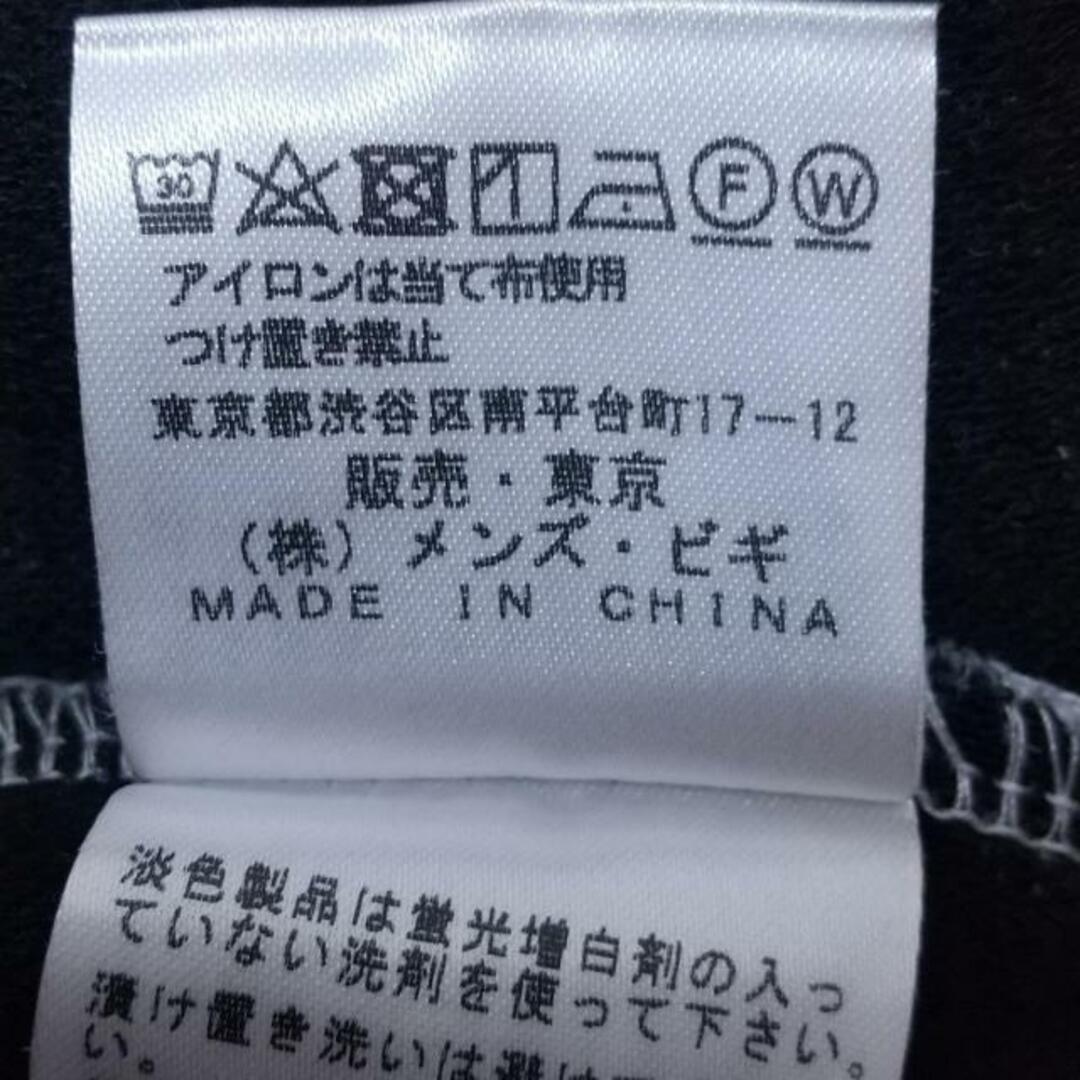 30 F W
アイロンは当て布使用
つけ置き禁止
東京都渋谷区南平台町17－12
販売・東京
（株）メンズ・ビギ
MADE IN CHINA
淡色製品は蛍光増白剤の入っ
ていない洗剤を使って下さい。
漬け置き洗いは避け
い。